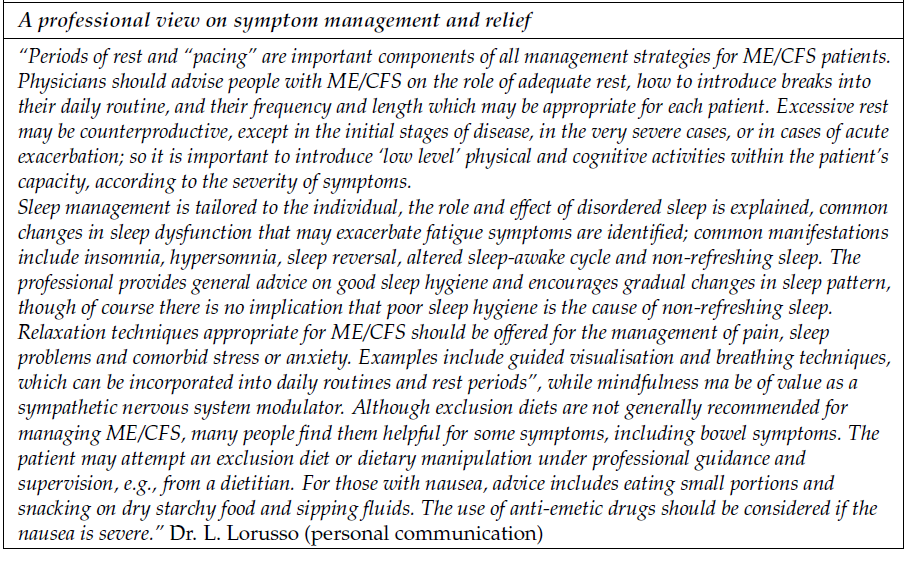 A professional view on symptom management and relief
“Periods of rest and “pacing” are important components of all management strategies for ME/CFS patients.
Physicians should advise people with ME/CFS on the role of adequate rest, how to introduce breaks into
their daily routine, and their frequency and length which may be appropriate for each patient. Excessive rest
may be counterproductive, except in the initial stages of disease, in the very severe cases, or in cases of acute
exacerbation; so it is important to introduce ‘low level’ physical and cognitive activities within the patient’s
capacity, according to the severity of symptoms.
Sleep management is tailored to the individual, the role and effect of disordered sleep is explained, common
changes in sleep dysfunction that may exacerbate fatigue symptoms are identified; common manifestations
include insomnia, hypersomnia, sleep reversal, altered sleep-awake cycle and non-refreshing sleep. The
professional provides general advice on good sleep hygiene and encourages gradual changes in sleep pattern,
though of course there is no implication that poor sleep hygiene is the cause of non-refreshing sleep.
Relaxation techniques appropriate for ME/CFS should be offered for the management of pain, sleep
problems and comorbid stress or anxiety. Examples include guided visualisation and breathing techniques,
which can be incorporated into daily routines and rest periods”, while mindfulness ma be of value as a
sympathetic nervous system modulator. Although exclusion diets are not generally recommended for
managing ME/CFS, many people find them helpful for some symptoms, including bowel symptoms. The
patient may attempt an exclusion diet or dietary manipulation under professional guidance and
supervision, e.g., from a dietitian. For those with nausea, advice includes eating small portions and
snacking on dry starchy food and sipping fluids. The use of anti-emetic drugs should be considered if the
nausea is severe.” Dr. L. Lorusso (personal communication)